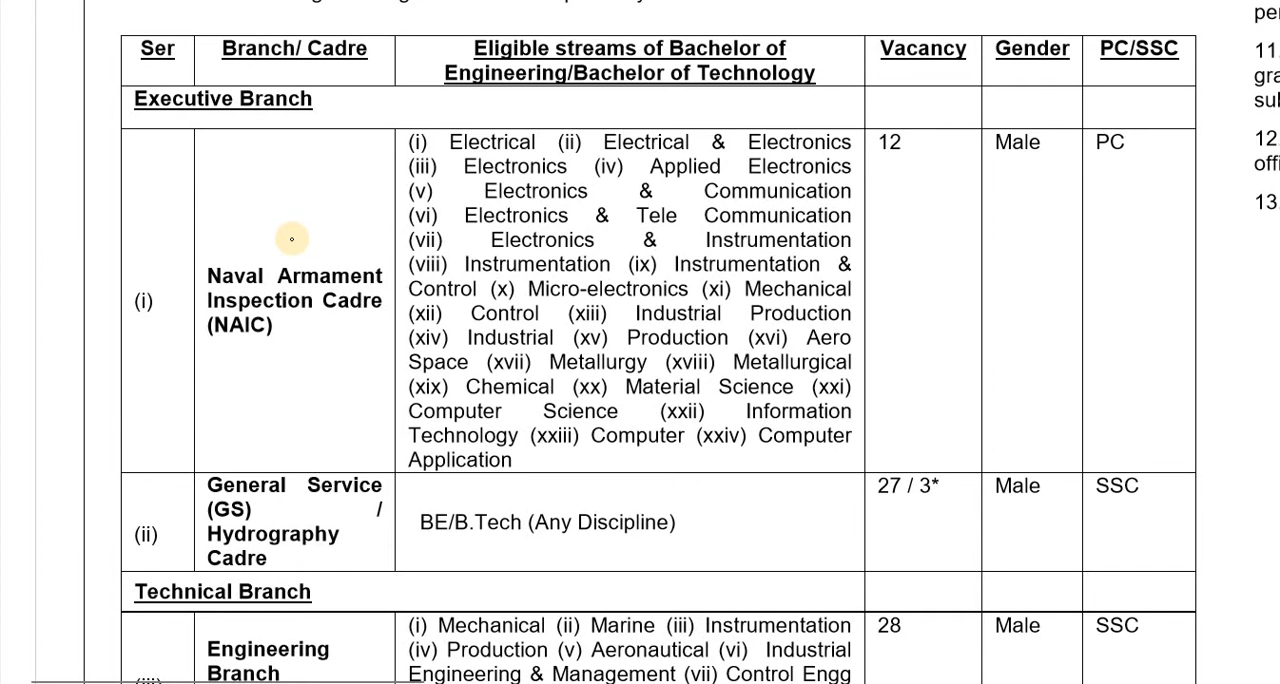 Ser Branch/ Cadre Eligible streams of Bachelor of Engineering/Bachelor of Technology Vacancy Gender PC/SSC
Executive Branch
(i) Naval Armament Inspection Cadre (NAIC)
(i) Electrical (ii) Electrical & Electronics
(iii) Electronics (iv) Applied Electronics
(v) Electronics & Communication
(vi) Electronics & Tele Communication
(vii) Electronics & Instrumentation
(viii) Instrumentation (ix) Instrumentation &
Control (x) Micro-electronics (xi) Mechanical
(xii) Control (xiii) Industrial Production
(xiv) Industrial (xv) Production (xvi) Aero
Space (xvii) Metallurgy (xviii) Metallurgical
(xix) Chemical (xx) Material Science (xxi)
Computer Science (xxii) Information
Technology (xxiii) Computer (xxiv) Computer
Application
12 Male PC
(ii) General Service (GS) / Hydrography Cadre
BE/B.Tech (Any Discipline)
27 / 3* Male SSC
Technical Branch
Engineering
Branch
(i) Mechanical (ii) Marine (iii) Instrumentation
(iv) Production (v) Aeronautical (vi) Industrial
Engineering & Management (vii) Control Engg
28 Male SSC
11.
12.
13.